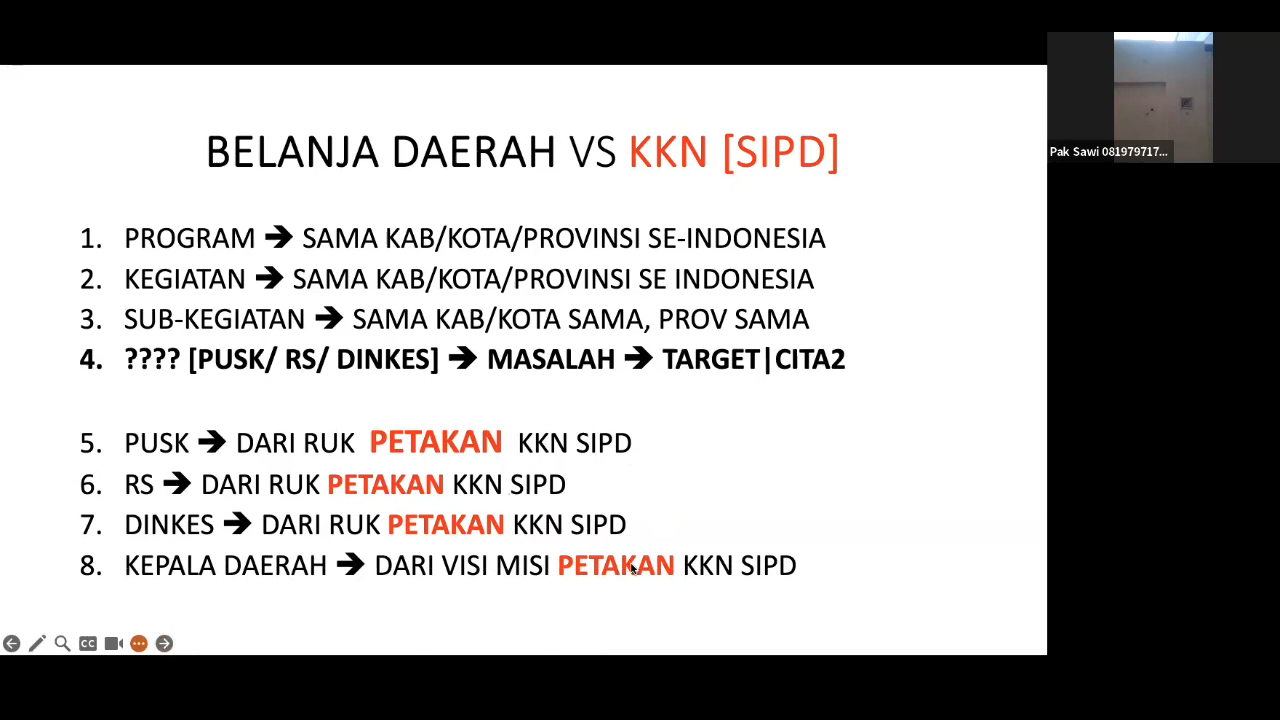 BELANJA DAERAH VS KKN [SIPD]
1. PROGRAM ➔ SAMA KAB/KOTA/PROVINSI SE-INDONESIA
2. KEGIATAN ➔ SAMA KAB/KOTA/PROVINSI SE INDONESIA
3. SUB-KEGIATAN ➔ SAMA KAB/KOTA SAMA, PROV SAMA
4. ???? [PUSK/ RS/ DINKES] ➔ MASALAH ➔ TARGET|CITA2
5. PUSK ➔ DARI RUK PETAKAN KKN SIPD
6. RS ➔ DARI RUK PETAKAN KKN SIPD
7. DINKES ➔ DARI RUK PETAKAN KKN SIPD
8. KEPALA DAERAH ➔ DARI VISI MISI PETAKAN KKN SIPD
Pak Sawi 081979717...
CC